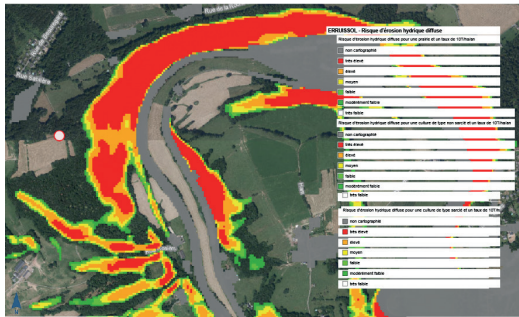 Rue de la
ERRUISSOL - Risque d'érosion hydrique diffuse
Risque d'érosion hydrique diffuse pour une prairie et un taux de 10T/ha/an
non cartographié
très élevé
élevé
moyen
faible
modérément faible
très faible
Risque d'érosion hydrique diffuse pour une culture de type non sarclé et un taux de 10T/ha/an
non cartographié
très élevé
élevé
moyen
faible
modérément faible
très faible
Risque d'érosion hydrique diffuse pour une culture de type sarclé et un taux de 10T/h
non cartographié
très élevé
élevé
moyen
faible
modérément faible
très faible